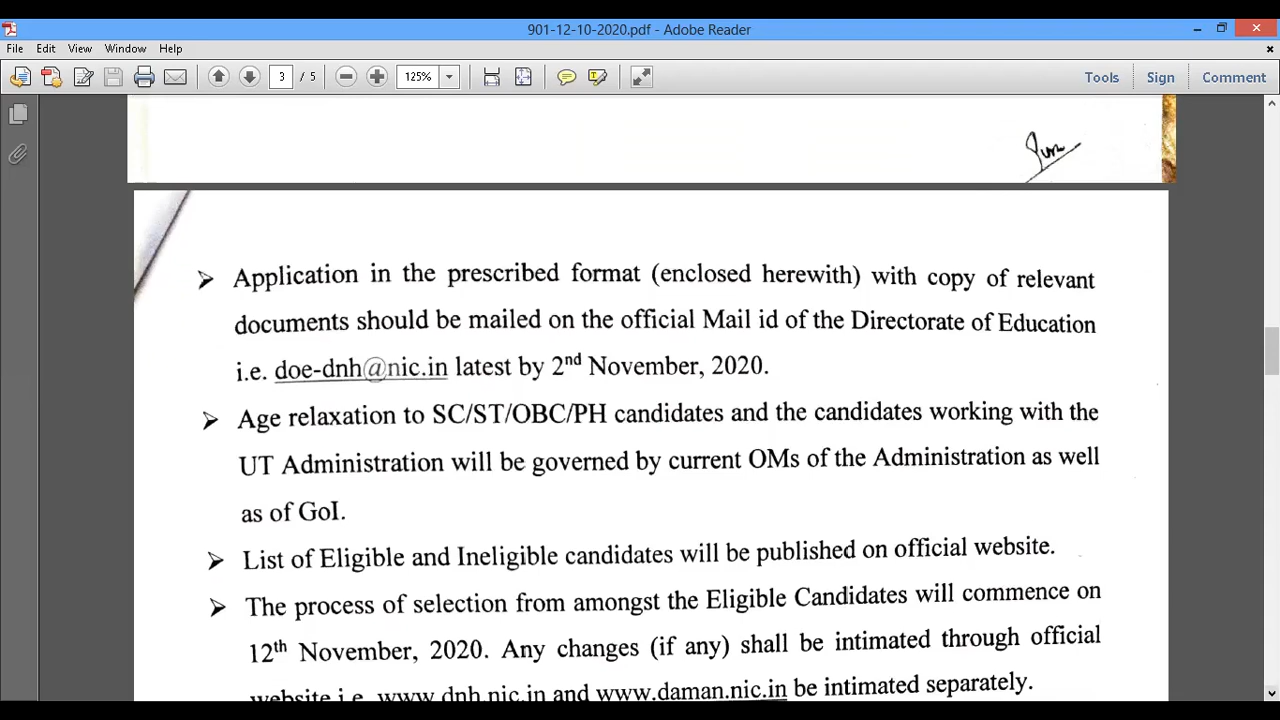 901-12-10-2020.pdf - Adobe Reader
File Edit View Window Help
3 / 5 125% Tools Sign Comment
Application in the prescribed format (enclosed herewith) with copy of relevant
documents should be mailed on the official Mail id of the Directorate of Education
i.e. doe-dnh@nic.in latest by 2nd November, 2020.
Age relaxation to SC/ST/OBC/PH candidates and the candidates working with the
UT Administration will be governed by current OMs of the Administration as well
as of GoI.
List of Eligible and Ineligible candidates will be published on official website.
The process of selection from amongst the Eligible Candidates will commence on
12th November, 2020. Any changes (if any) shall be intimated through official
website i.e. www.dnh.nic.in and www.daman.nic.in be intimated separately.